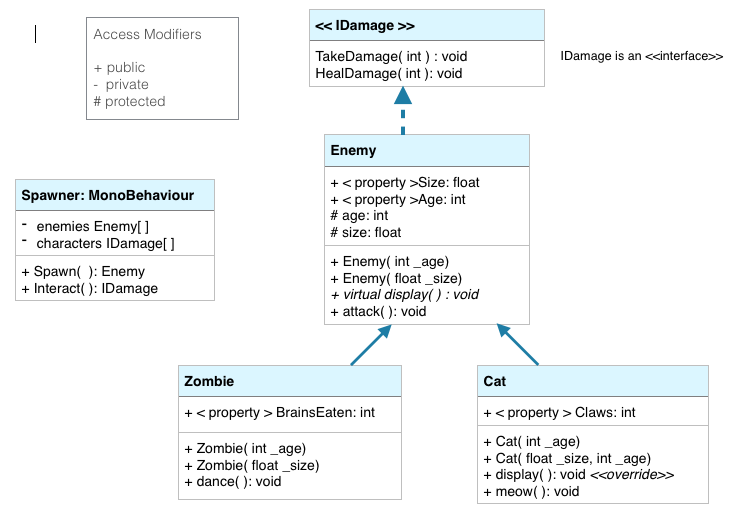 Access Modifiers
+ public
- private
# protected
<< IDamage >>
TakeDamage( int ) : void
HealDamage( int ): void
IDamage is an <<interface>>
Enemy
+ < property >Size: float
+ < property >Age: int
# age: int
# size: float
+ Enemy( int _age)
+ Enemy( float _size)
+ virtual display( ) : void
+ attack( ): void
Spawner: MonoBehaviour
- enemies Enemy[ ]
- characters IDamage[ ]
+ Spawn( ): Enemy
+ Interact( ): IDamage
Zombie
+ < property > BrainsEaten: int
+ Zombie( int _age)
+ Zombie( float _size)
+ dance( ): void
Cat
+ < property > Claws: int
+ Cat( int _age)
+ Cat( float _size, int _age)
+ display( ): void <<override>>
+ meow( ): void